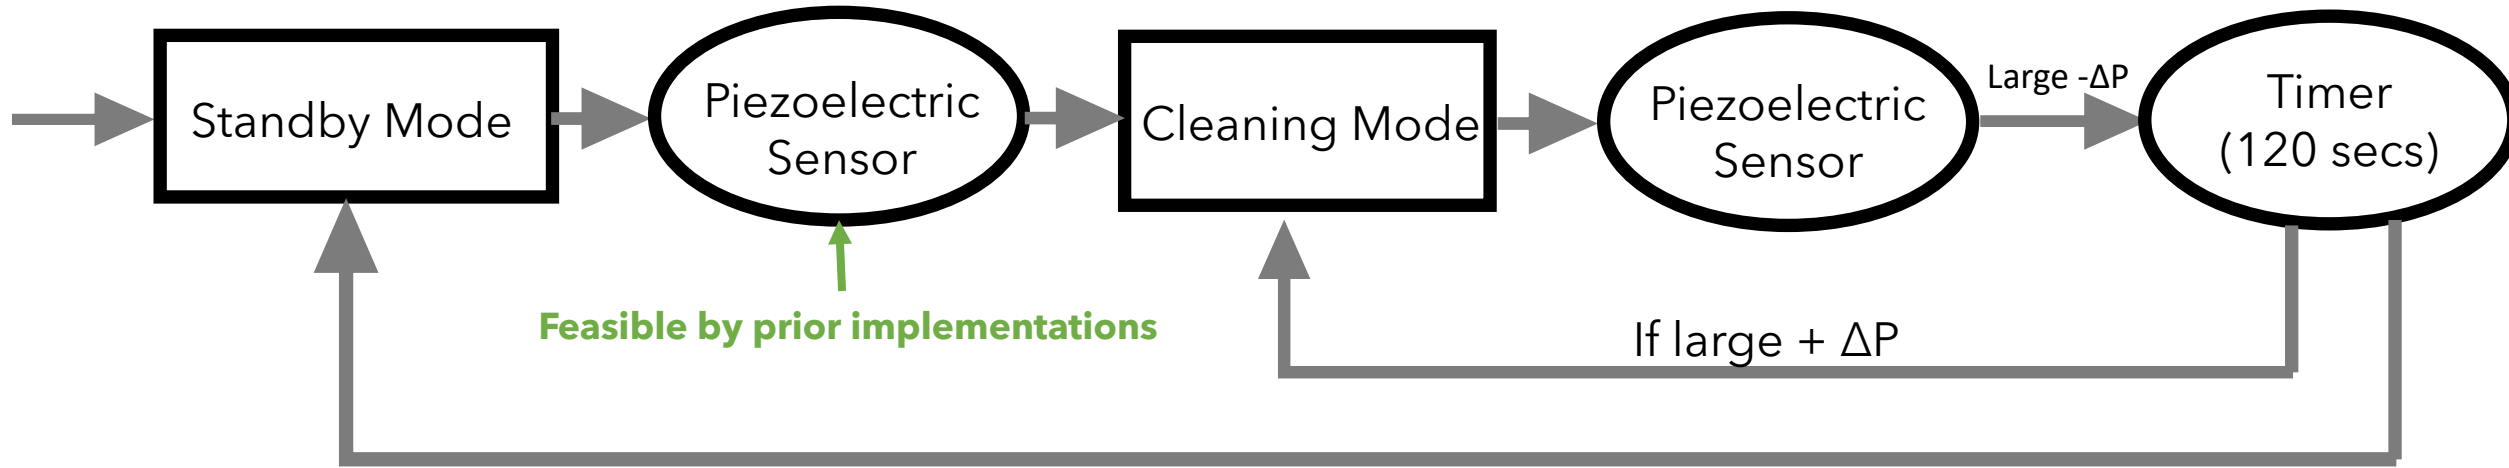 Standby Mode
Piezoelectric
Sensor
Cleaning Mode
Piezoelectric
Sensor
Large -ΔP
Timer
(120 secs)
Feasible by prior implementations
If large + ΔP